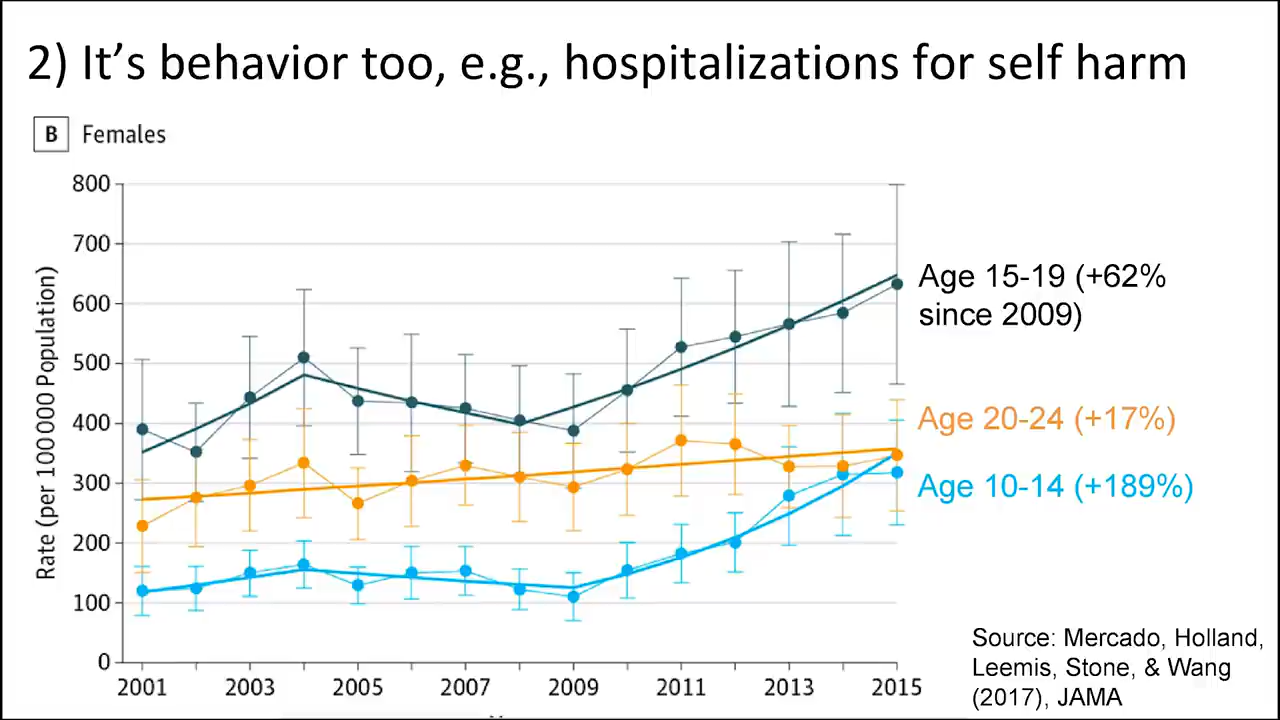 2) It’s behavior too, e.g., hospitalizations for self harm
B Females
800
700
600
500
400
300
200
100
0
Rate (per 100 000 Population)
2001 2003 2005 2007 2009 2011 2013 2015
Age 15-19 (+62%
since 2009)
Age 20-24 (+17%)
Age 10-14 (+189%)
Source: Mercado, Holland,
Leemis, Stone, & Wang
(2017), JAMA